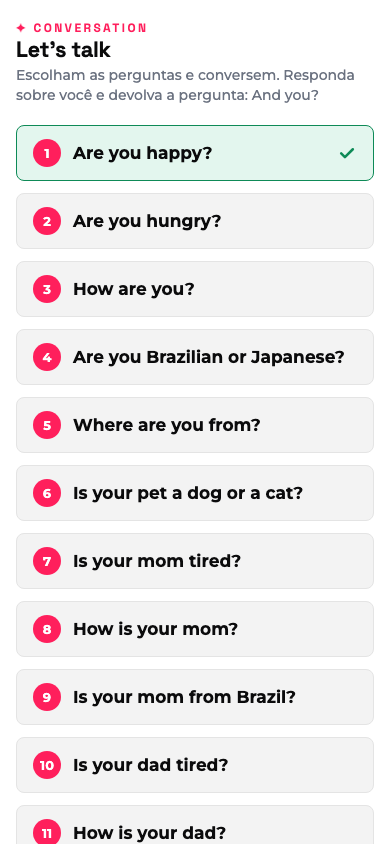 ✦ CONVERSATION
Let's talk
Escolham as perguntas e conversem. Responda
sobre você e devolva a pergunta: And you?
1 Are you happy?
2 Are you hungry?
3 How are you?
4 Are you Brazilian or Japanese?
5 Where are you from?
6 Is your pet a dog or a cat?
7 Is your mom tired?
8 How is your mom?
9 Is your mom from Brazil?
10 Is your dad tired?
11 How is your dad?